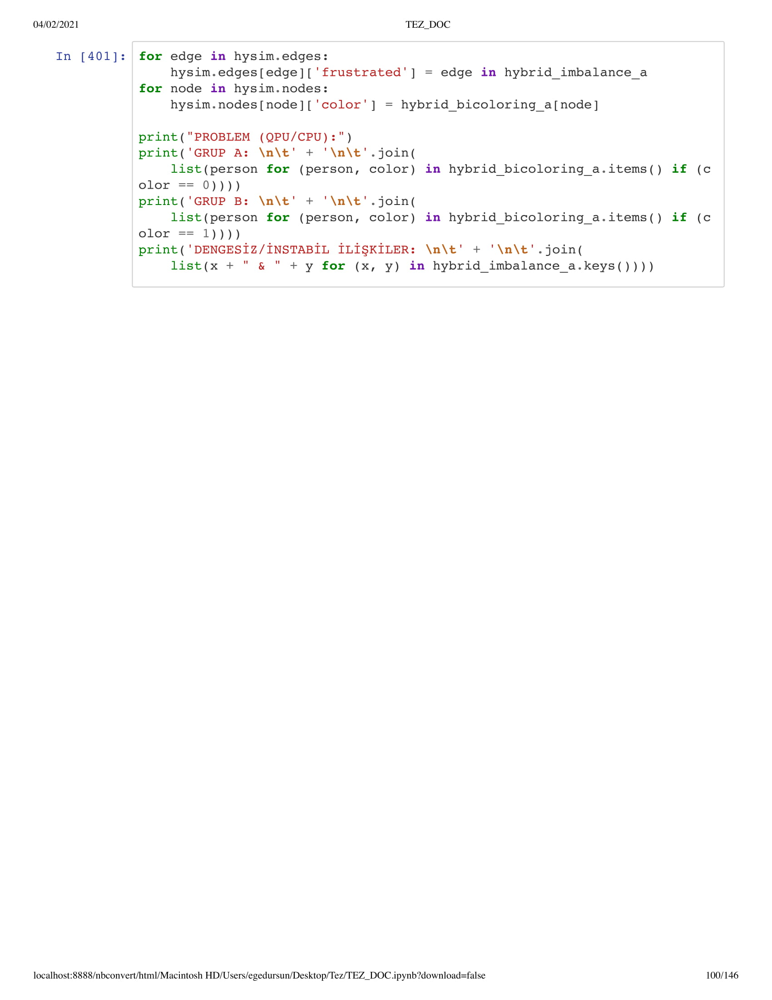 04/02/2021 TEZ_DOC
In [401]: for edge in hysim.edges:
    hysim.edges[edge]['frustrated'] = edge in hybrid_imbalance_a
for node in hysim.nodes:
    hysim.nodes[node]['color'] = hybrid_bicoloring_a[node]
print("PROBLEM (QPU/CPU):")
print('GRUP A: \n\t' + '\n\t'.join(
    list(person for (person, color) in hybrid_bicoloring_a.items() if (c
olor == 0))))
print('GRUP B: \n\t' + '\n\t'.join(
    list(person for (person, color) in hybrid_bicoloring_a.items() if (c
olor == 1))))
print('DENGESİZ/İNSTABİL İLİŞKİLER: \n\t' + '\n\t'.join(
    list(x + " & " + y for (x, y) in hybrid_imbalance_a.keys())))
localhost:8888/nbconvert/html/Macintosh HD/Users/egedursun/Desktop/Tez/TEZ_DOC.ipynb?download=false 100/146